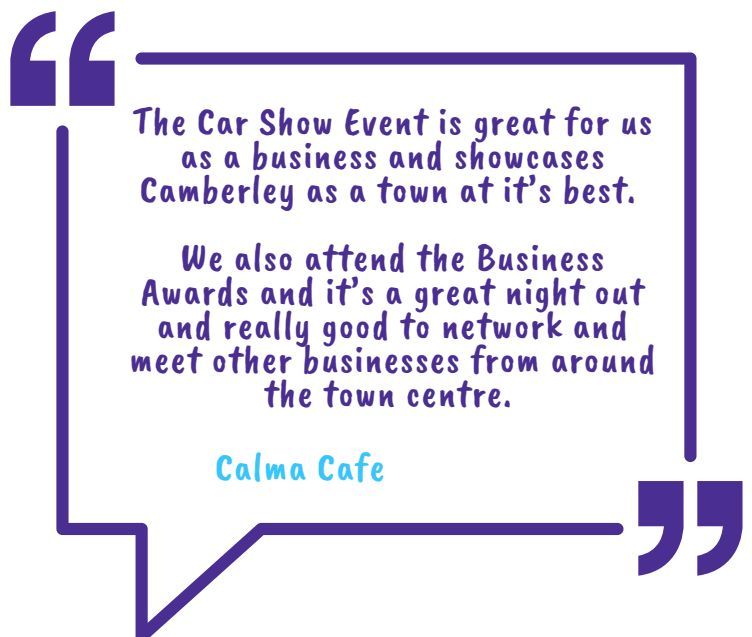 The Car Show Event is great for us
as a business and showcases
Camberley as a town at it's best.
We also attend the Business
Awards and it's a great night out
and really good to network and
meet other businesses from around
the town centre.
Calma Cafe